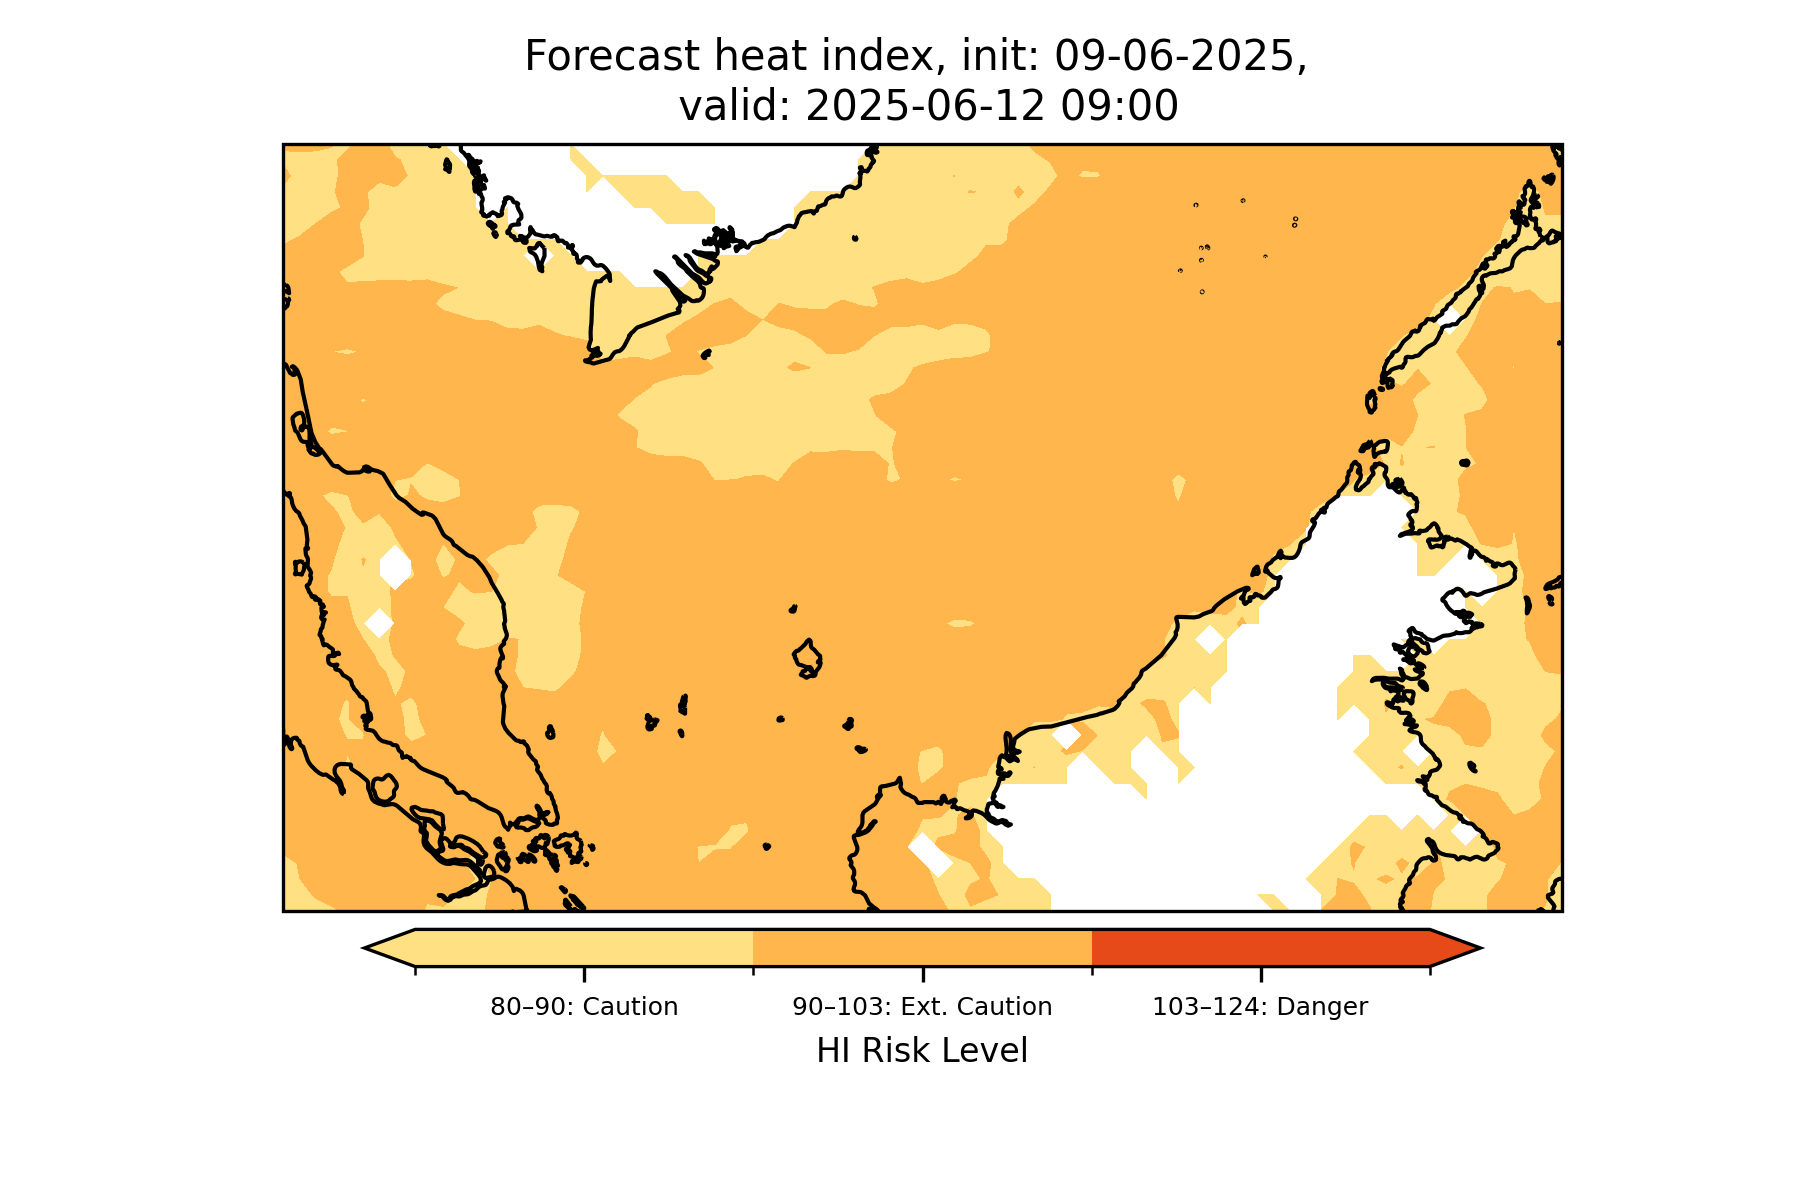 Forecast heat index, init: 09-06-2025,
valid: 2025-06-12 09:00
80–90: Caution
90–103: Ext. Caution
103–124: Danger
HI Risk Level